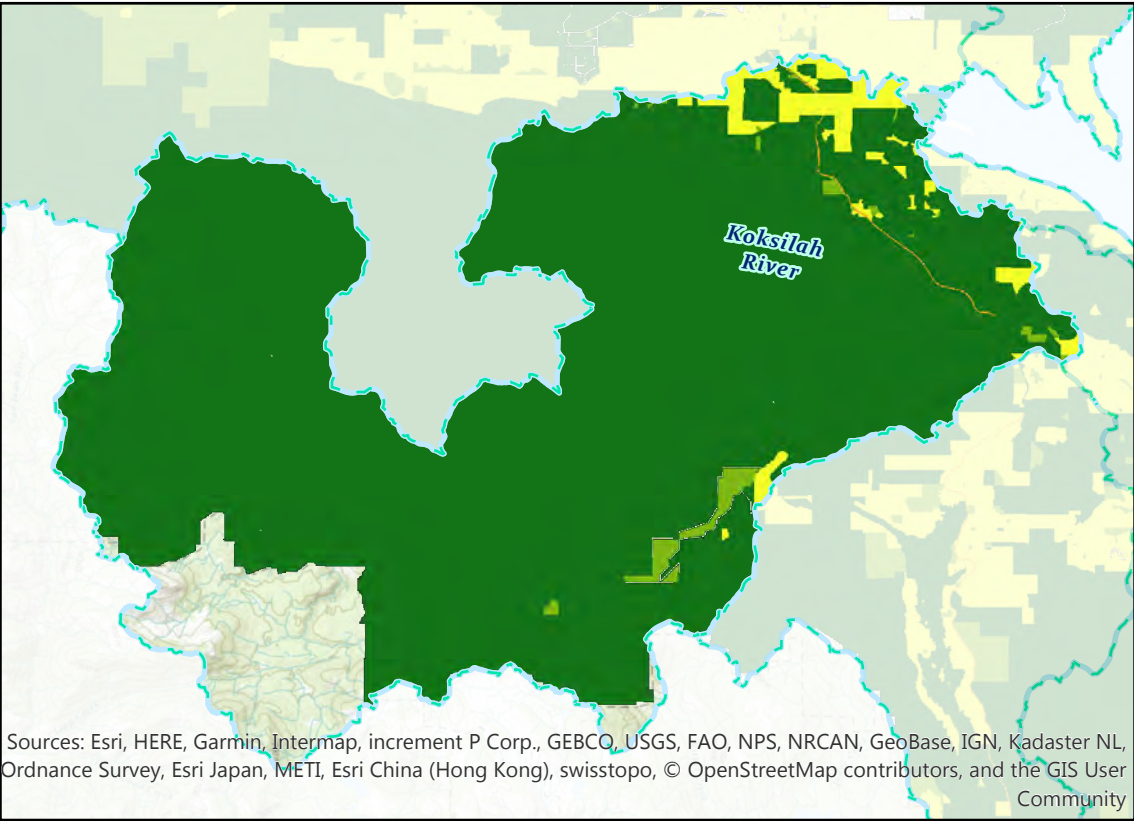 Koksilah
River
Sources: Esri, HERE, Garmin, Intermap, increment P Corp., GEBCO, USGS, FAO, NPS, NRCAN, GeoBase, IGN, Kadaster NL,
Ordnance Survey, Esri Japan, METI, Esri China (Hong Kong), swisstopo, © OpenStreetMap contributors, and the GIS User
Community